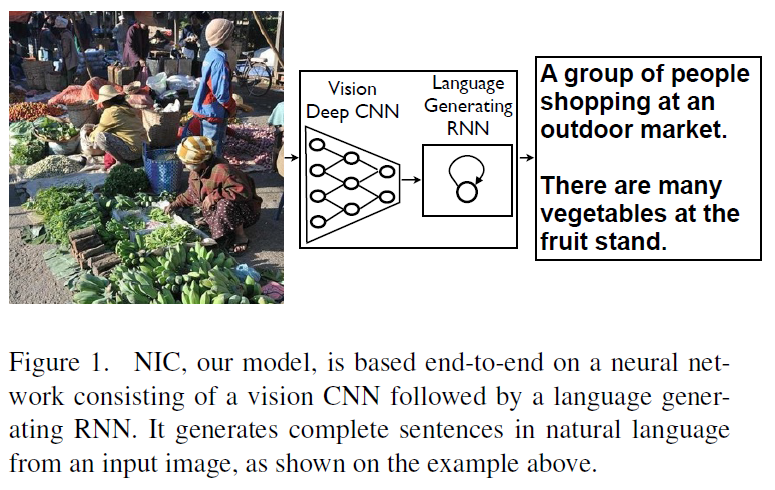 Vision
Deep CNN
Language
Generating
RNN
A group of people
shopping at an
outdoor market.
There are many
vegetables at the
fruit stand.
Figure 1. NIC, our model, is based end-to-end on a neural net-
work consisting of a vision CNN followed by a language gener-
ating RNN. It generates complete sentences in natural language
from an input image, as shown on the example above.